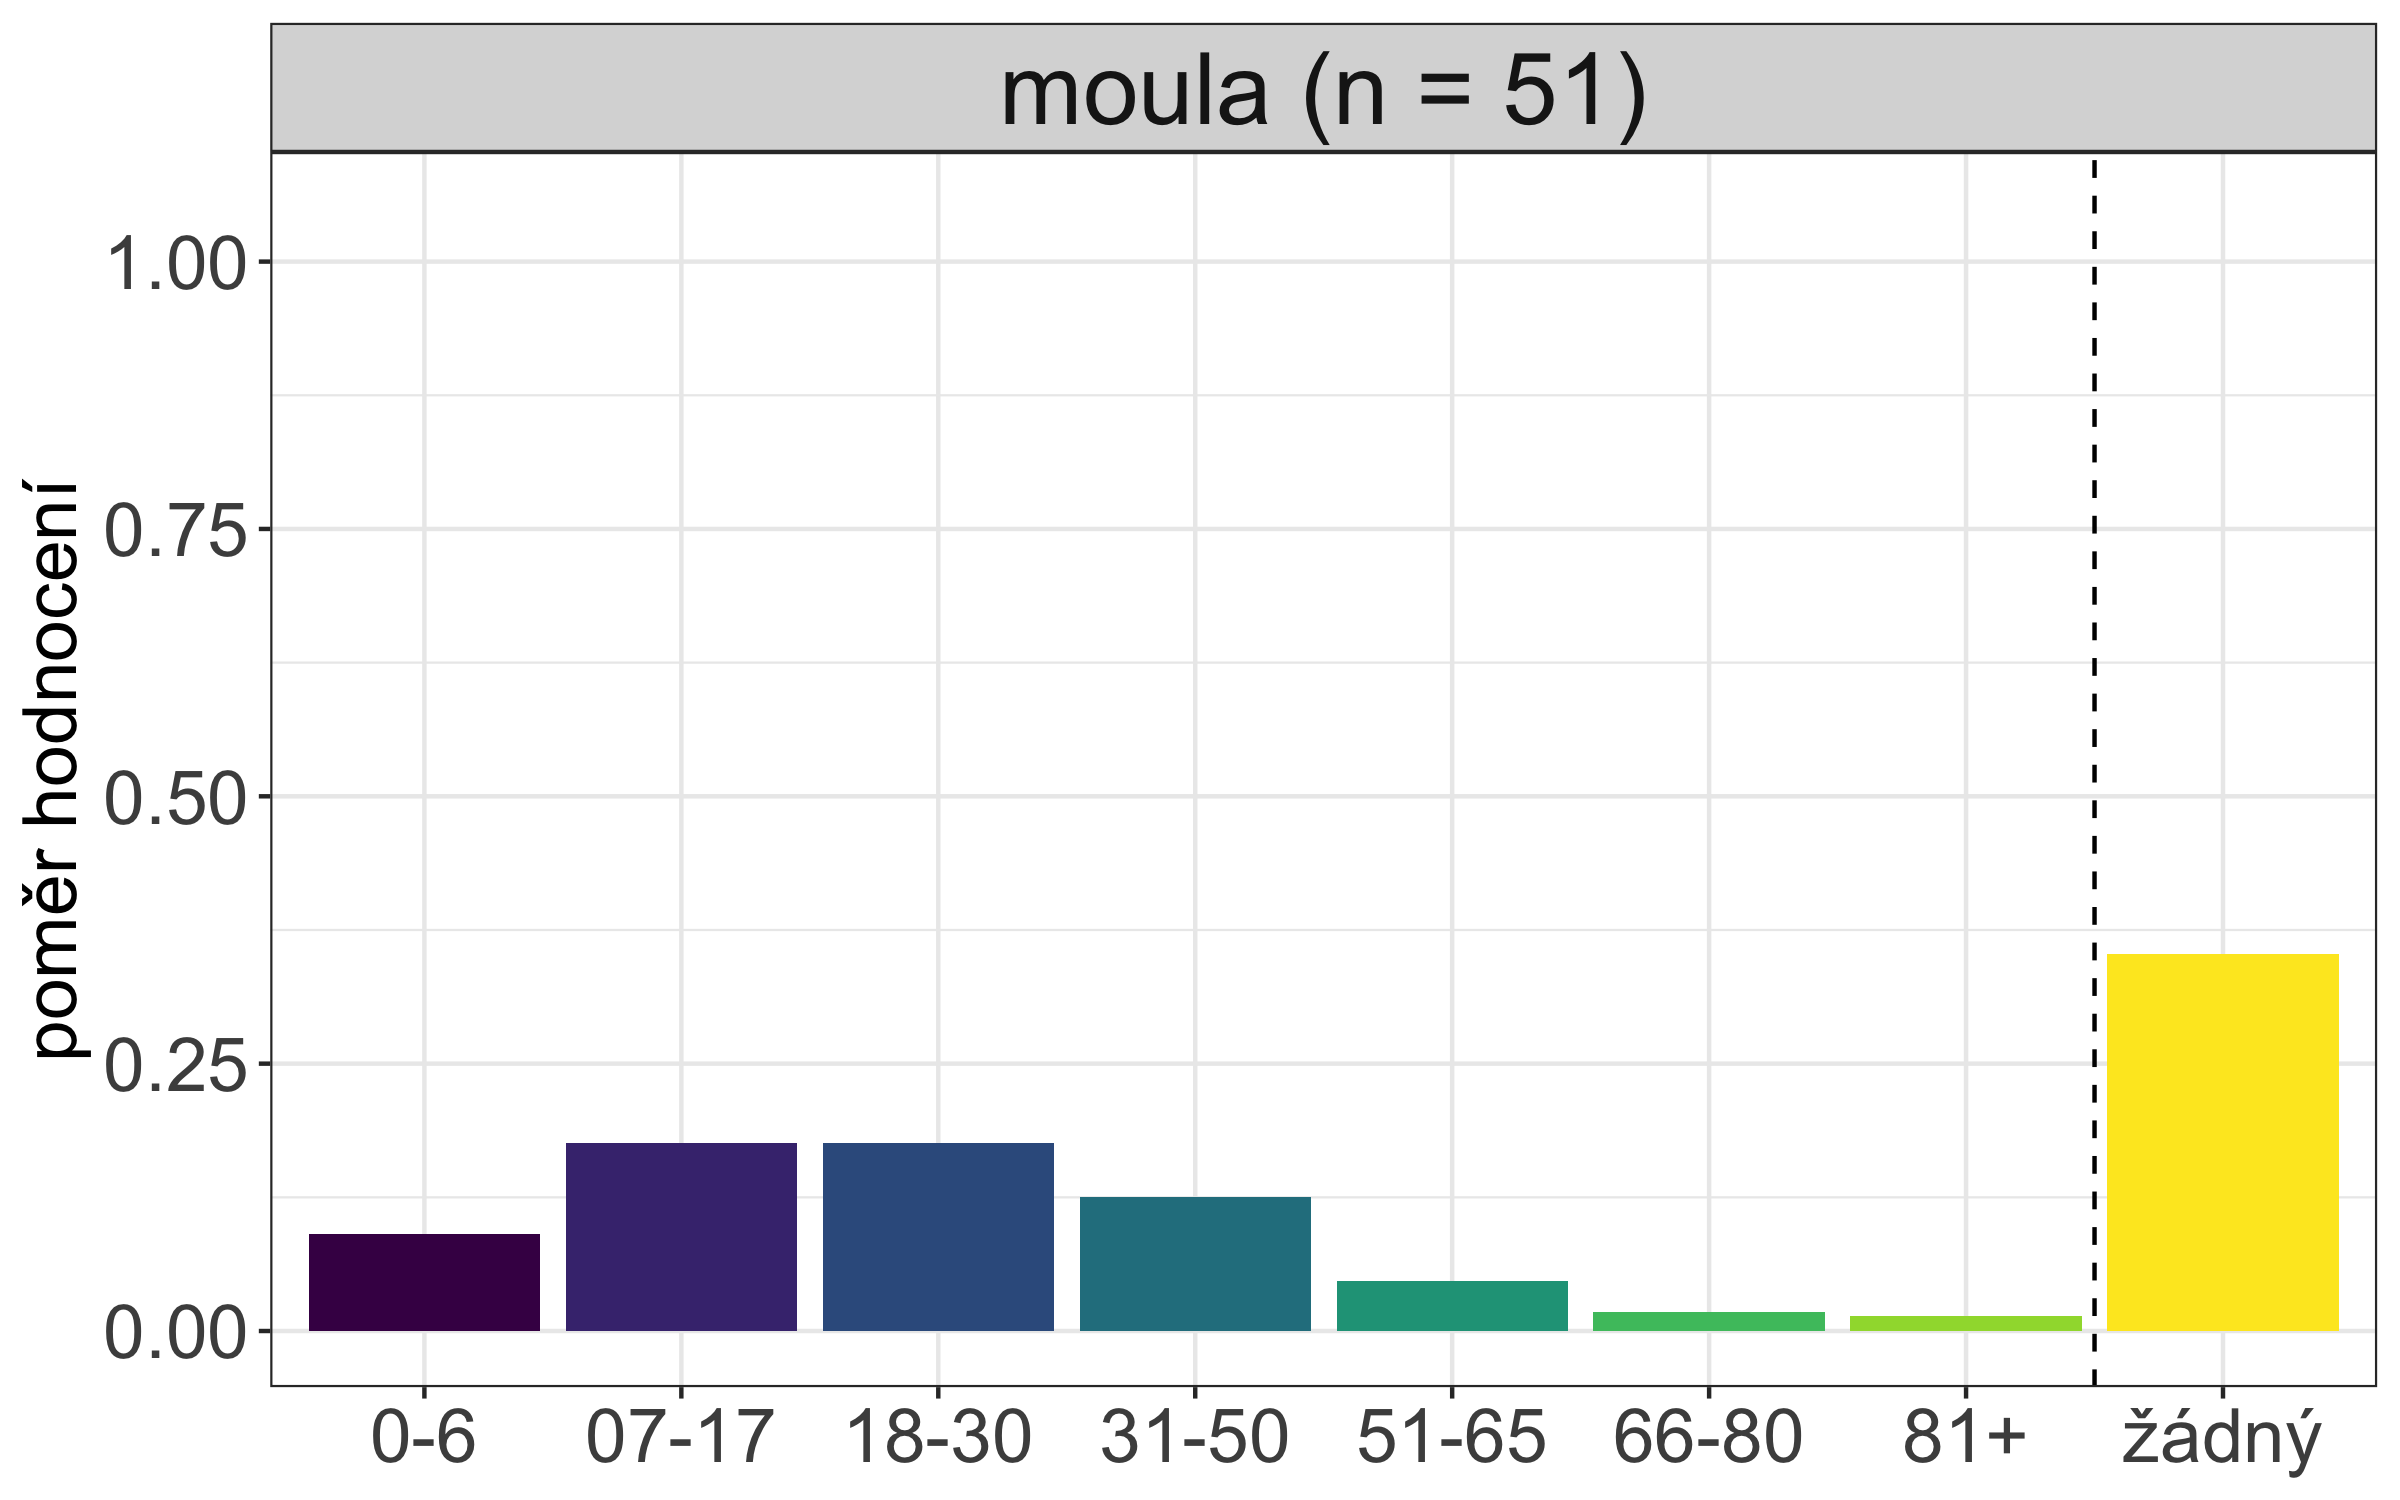 moula (n = 51)
poměr hodnocení
1.00
0.75
0.50
0.25
0.00
0-6 07-17 18-30 31-50 51-65 66-80 81+ žádný